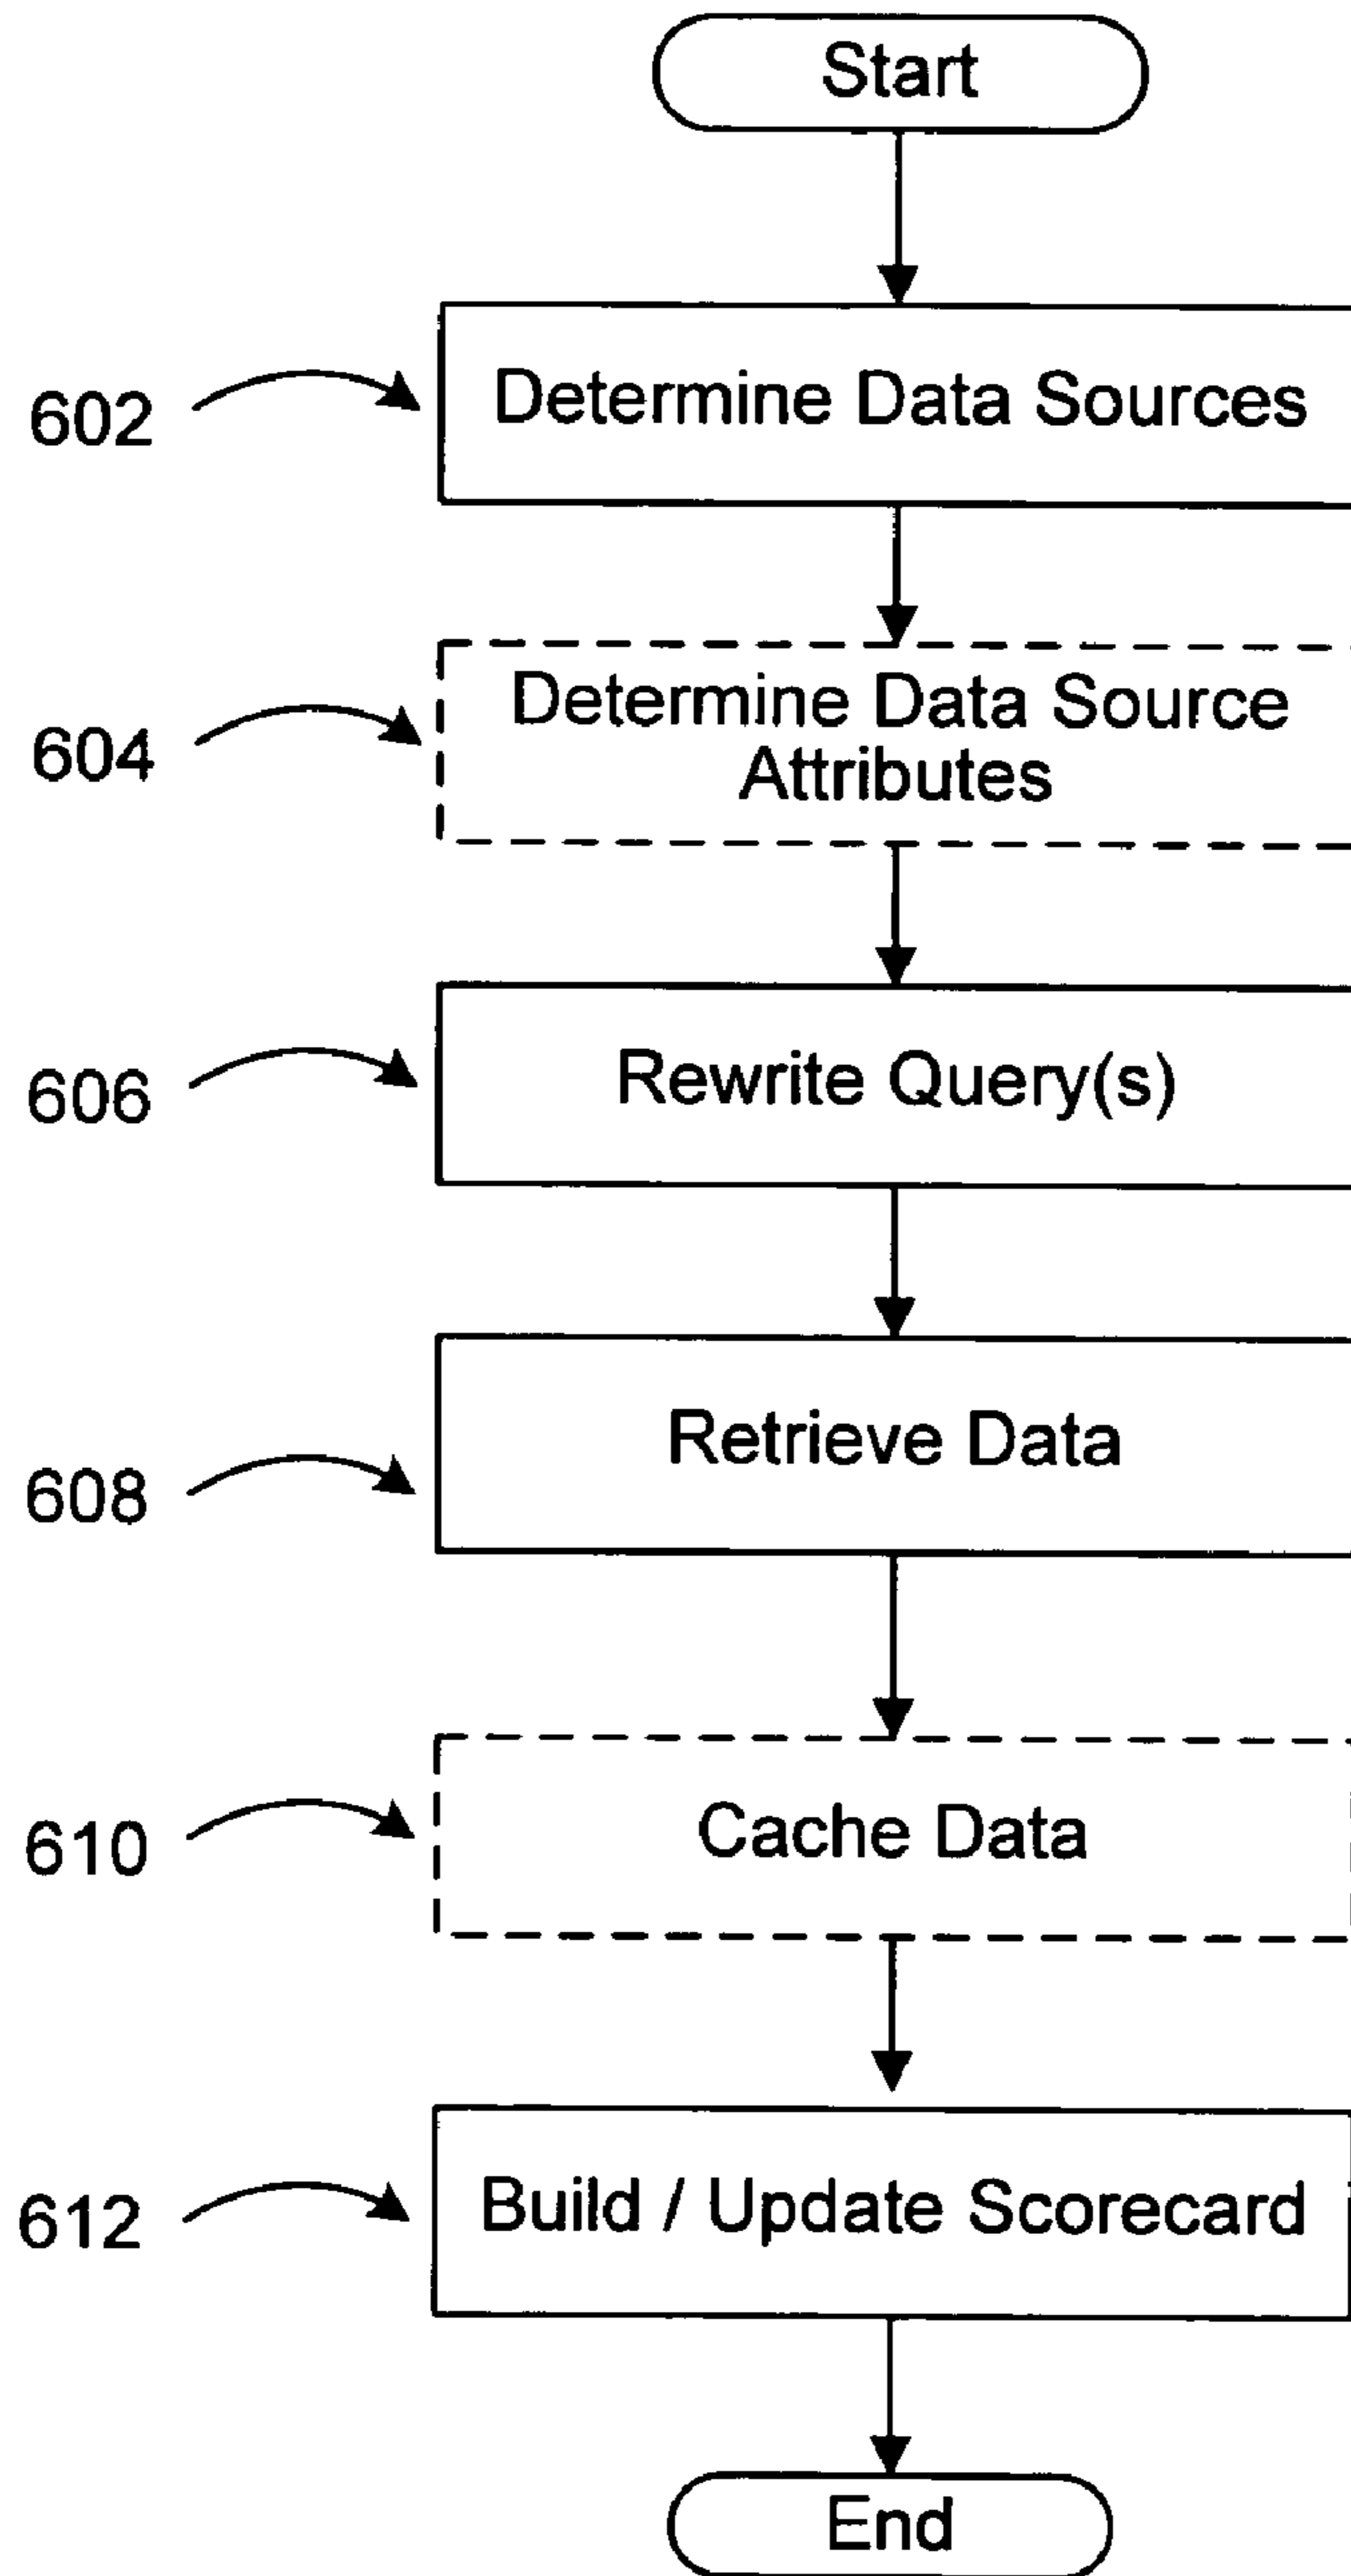 Start
602
Determine Data Sources
604
Determine Data Source
Attributes
606
Rewrite Query(s)
608
Retrieve Data
610
Cache Data
612
Build / Update Scorecard
End